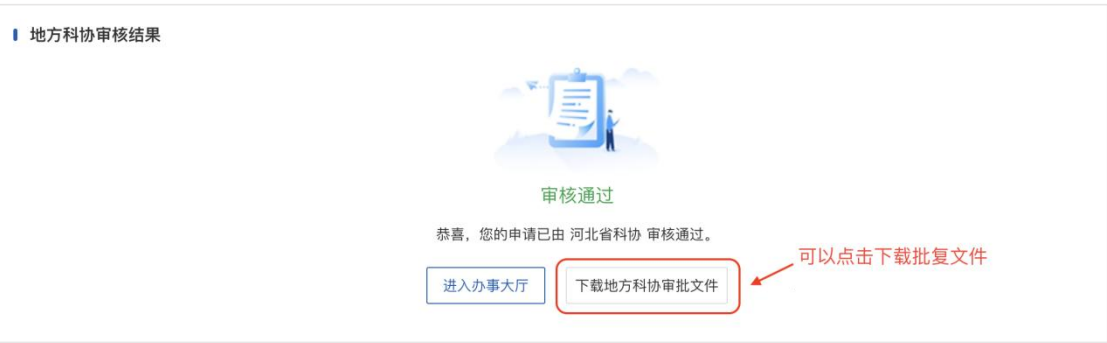 地方科协审核结果
审核通过
恭喜，您的申请已由 河北省科协 审核通过。
可以点击下载批复文件
进入办事大厅
下载地方科协审批文件